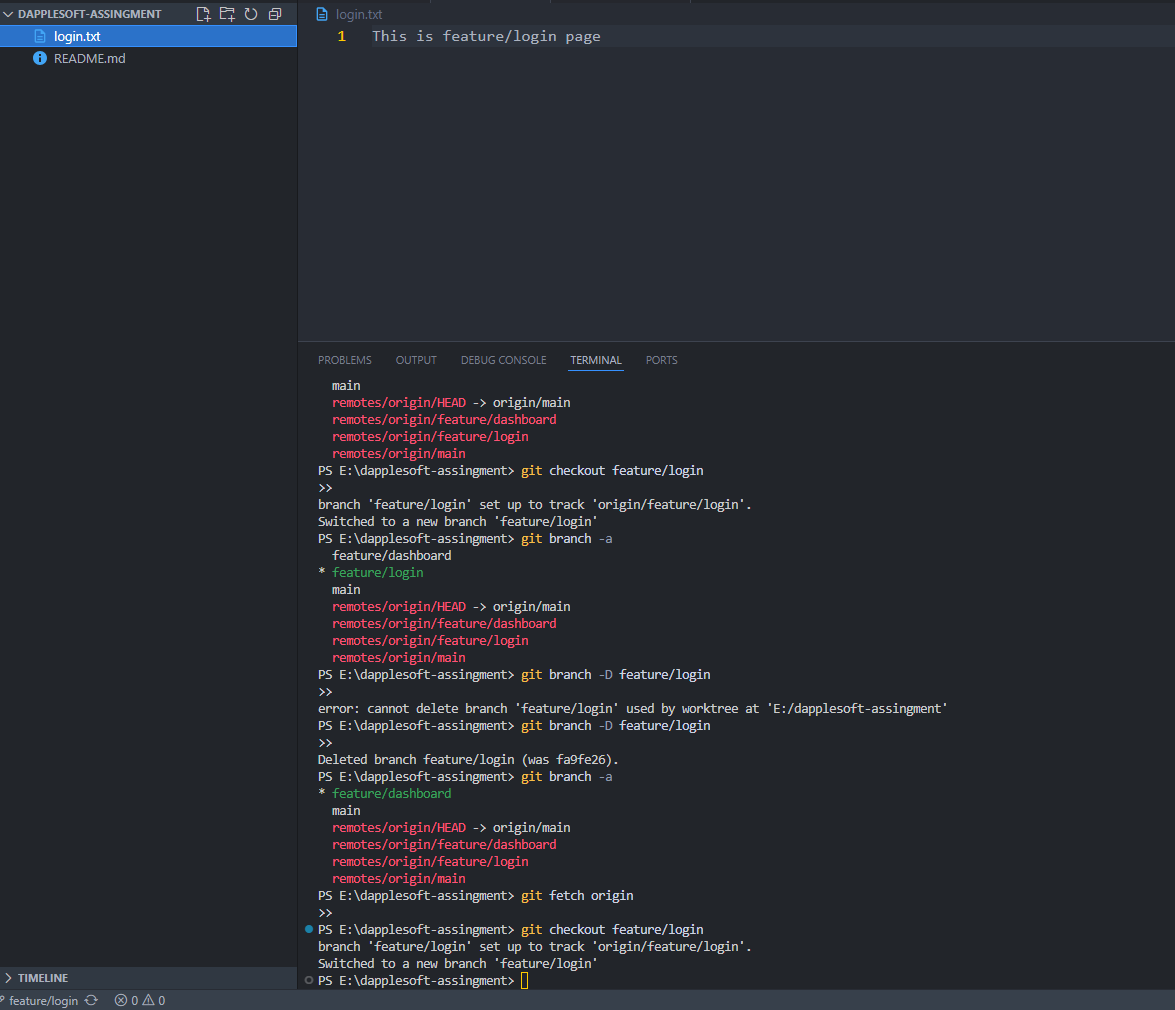 DAPPLESOFT-ASSINGMENT
login.txt
README.md
login.txt
1 This is feature/login page
PROBLEMS OUTPUT DEBUG CONSOLE TERMINAL PORTS
main
remotes/origin/HEAD -> origin/main
remotes/origin/feature/dashboard
remotes/origin/feature/login
remotes/origin/main
PS E:\dapplesoft-assingment> git checkout feature/login
>>
branch 'feature/login' set up to track 'origin/feature/login'.
Switched to a new branch 'feature/login'
PS E:\dapplesoft-assingment> git branch -a
feature/dashboard
* feature/login
main
remotes/origin/HEAD -> origin/main
remotes/origin/feature/dashboard
remotes/origin/feature/login
remotes/origin/main
PS E:\dapplesoft-assingment> git branch -D feature/login
>>
error: cannot delete branch 'feature/login' used by worktree at 'E:/dapplesoft-assingment'
PS E:\dapplesoft-assingment> git branch -D feature/login
>>
Deleted branch feature/login (was fa9fe26).
PS E:\dapplesoft-assingment> git branch -a
* feature/dashboard
main
remotes/origin/HEAD -> origin/main
remotes/origin/feature/dashboard
remotes/origin/feature/login
remotes/origin/main
PS E:\dapplesoft-assingment> git fetch origin
>>
PS E:\dapplesoft-assingment> git checkout feature/login
branch 'feature/login' set up to track 'origin/feature/login'.
Switched to a new branch 'feature/login'
PS E:\dapplesoft-assingment>
TIMELINE
feature/login 0 0